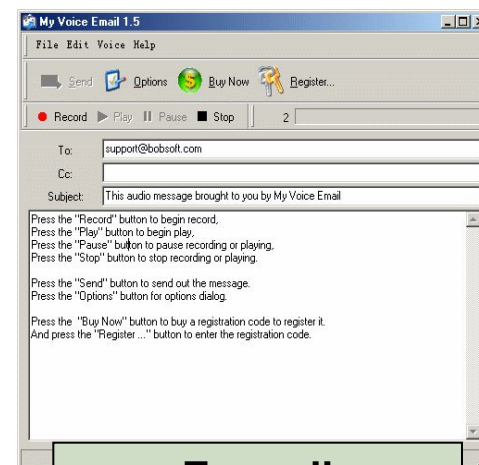 My Voice Email 1.5
File Edit Voice Help
Send Options Buy Now Register...
Record Play Pause Stop 2
To: support@bobsoft.com
Cc:
Subject: This audio message brought to you by My Voice Email
Press the "Record" button to begin record,
Press the "Play" button to begin play,
Press the "Pause" button to pause recording or playing,
Press the "Stop" button to stop recording or playing.
Press the "Send" button to send out the message.
Press the "Options" button for options dialog.
Press the "Buy Now" button to buy a registration code to register it.
And press the "Register ..." button to enter the registration code.